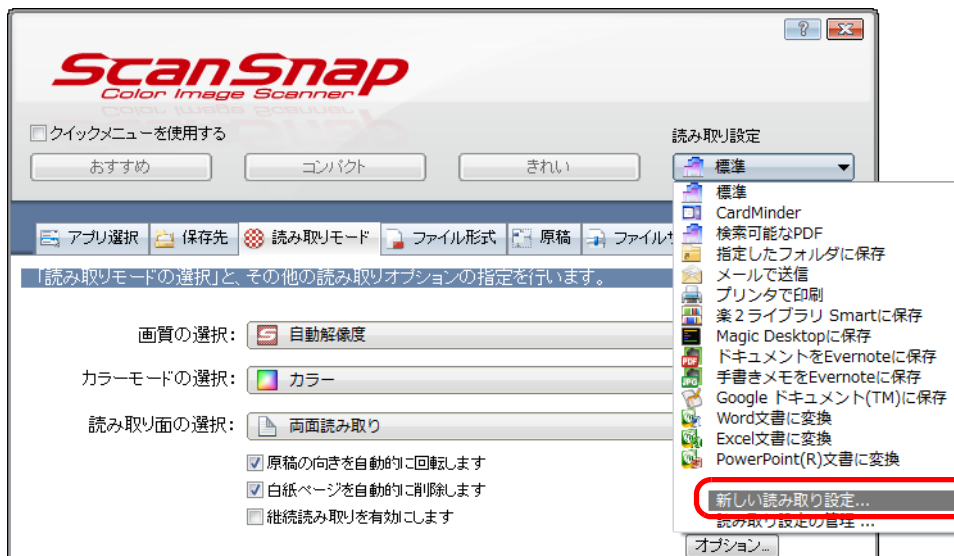 ScanSnap
Color Image Scanner
クイックメニューを使用する
読み取り設定
おすすめ
コンパクト
きれい
標準
標準
CardMinder
検索可能なPDF
指定したフォルダに保存
メールで送信
プリンタで印刷
楽2ライブラリ Smartに保存
Magic Desktopに保存
ドキュメントをEvernoteに保存
手書きメモをEvernoteに保存
Google ドキュメント(TM)に保存
Word文書に変換
Excel文書に変換
PowerPoint(R)文書に変換
新しい読み取り設定...
読み取り設定の管理 ...
アプリ選択
保存先
読み取りモード
ファイル形式
原稿
ファイルサ
「読み取りモードの選択」と、その他の読み取りオプションの指定を行います。
画質の選択:
自動解像度
カラーモードの選択:
カラー
読み取り面の選択:
両面読み取り
原稿の向きを自動的に回転します
白紙ページを自動的に削除します
継続読み取りを有効にします
オプション...